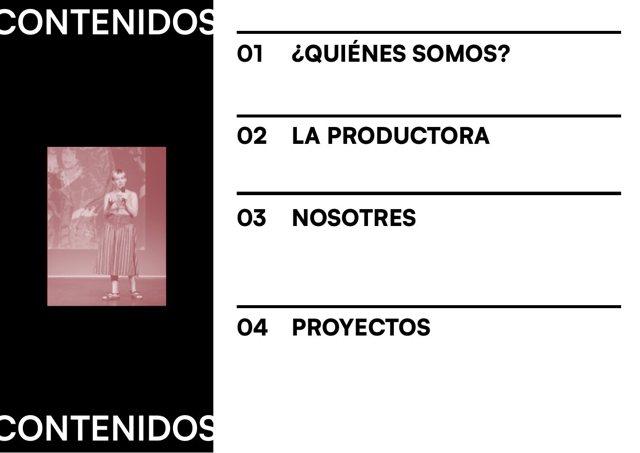 CONTENIDOS
01 ¿QUIÉNES SOMOS?
02 LA PRODUCTORA
03 NOSOTRES
04 PROYECTOS
CONTENIDOS